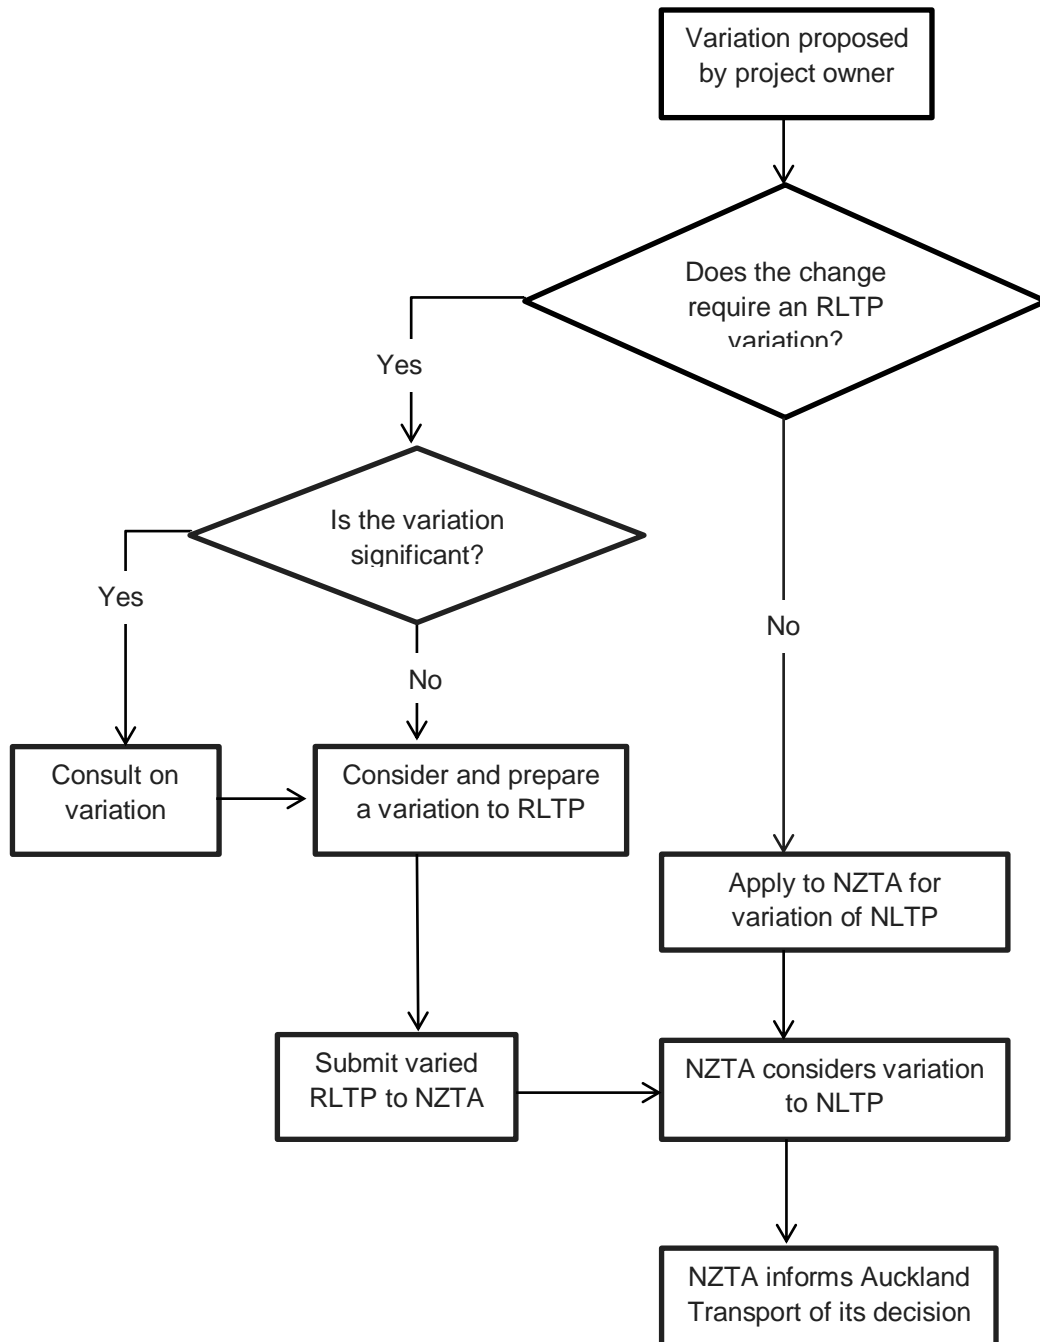 Variation proposed
by project owner
Does the change
require an RLTP
variation?
Yes
Is the variation
significant?
Yes
No
No
Consult on
variation
Consider and prepare
a variation to RLTP
Apply to NZTA for
variation of NLTP
Submit varied
RLTP to NZTA
NZTA considers variation
to NLTP
NZTA informs Auckland
Transport of its decision